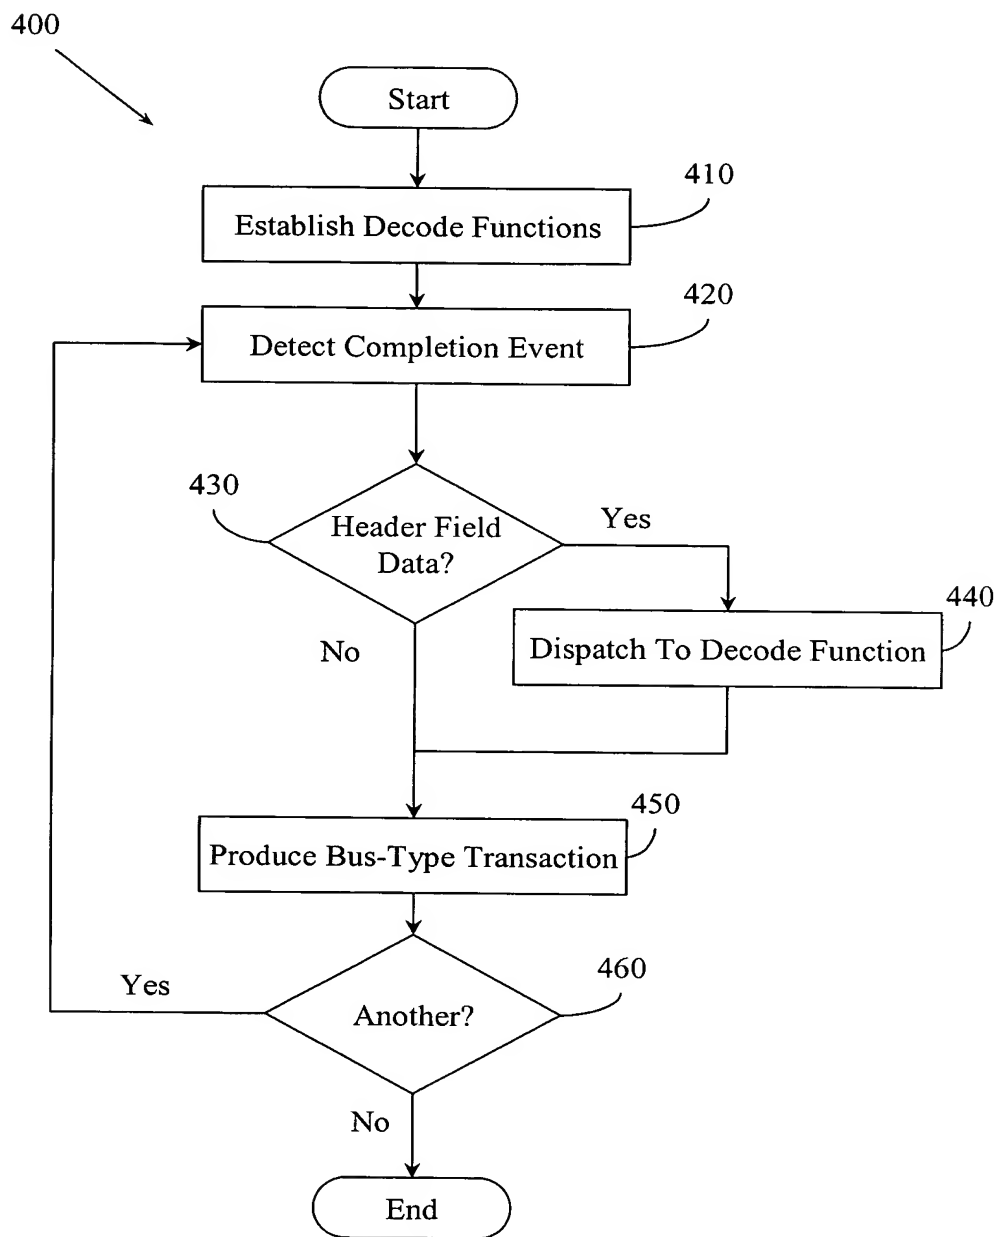 400
Start
410
Establish Decode Functions
420
Detect Completion Event
430
Header Field
Data?
Yes
440
No
Dispatch To Decode Function
450
Produce Bus-Type Transaction
460
Yes
Another?
No
End